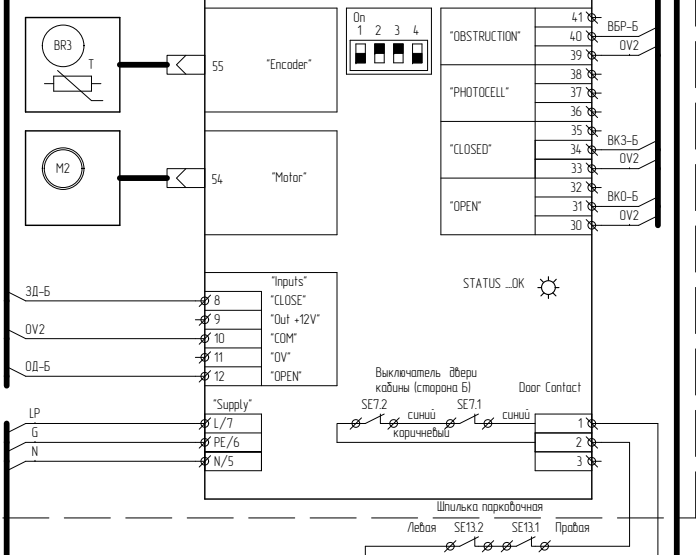 On
1 2 3 4
BR3
T
55
"Encoder"
M2
54
"Motor"
"OBSTRUCTION"
41
40 ВБР-Б
39 0V2
"PHOTOCELL"
38
37
36
"CLOSED"
35
34 ВКЗ-Б
33 0V2
"OPEN"
32
31 ВКО-Б
30 0V2
STATUS ...OK
"Inputs"
ЗД-Б 8 "CLOSE"
9 "Out +12V"
0V2 10 "COM"
11 "0V"
ОД-Б 12 "OPEN"
"Supply"
LP L/7
G PE/6
N N/5
Выключатель двери
кабины (сторона Б)
Door Contact
SE7.2 SE7.1
синий синий
коричневый
1
2
3
Шпилька парковочная
Левая SE13.2 SE13.1 Правая